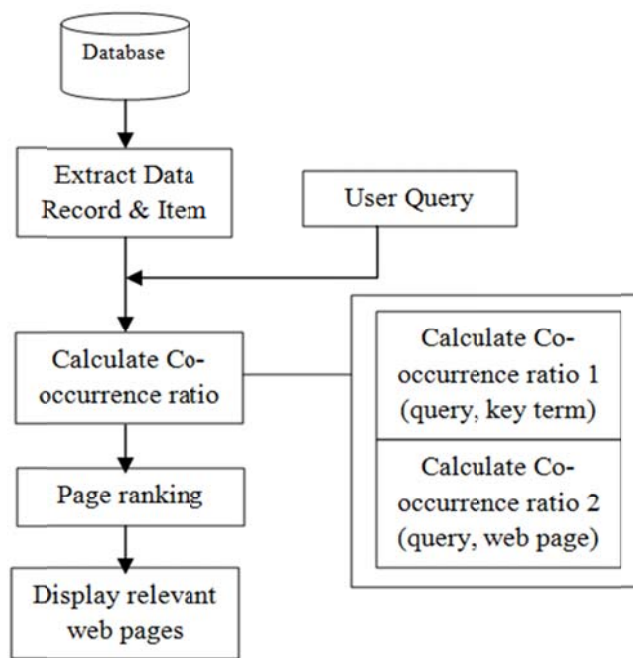 Database
Extract Data
Record & Item
User Query
Calculate Co-
occurrence ratio
Calculate Co-
occurrence ratio 1
(query, key term)
Calculate Co-
occurrence ratio 2
(query, web page)
Page ranking
Display relevant
web pages